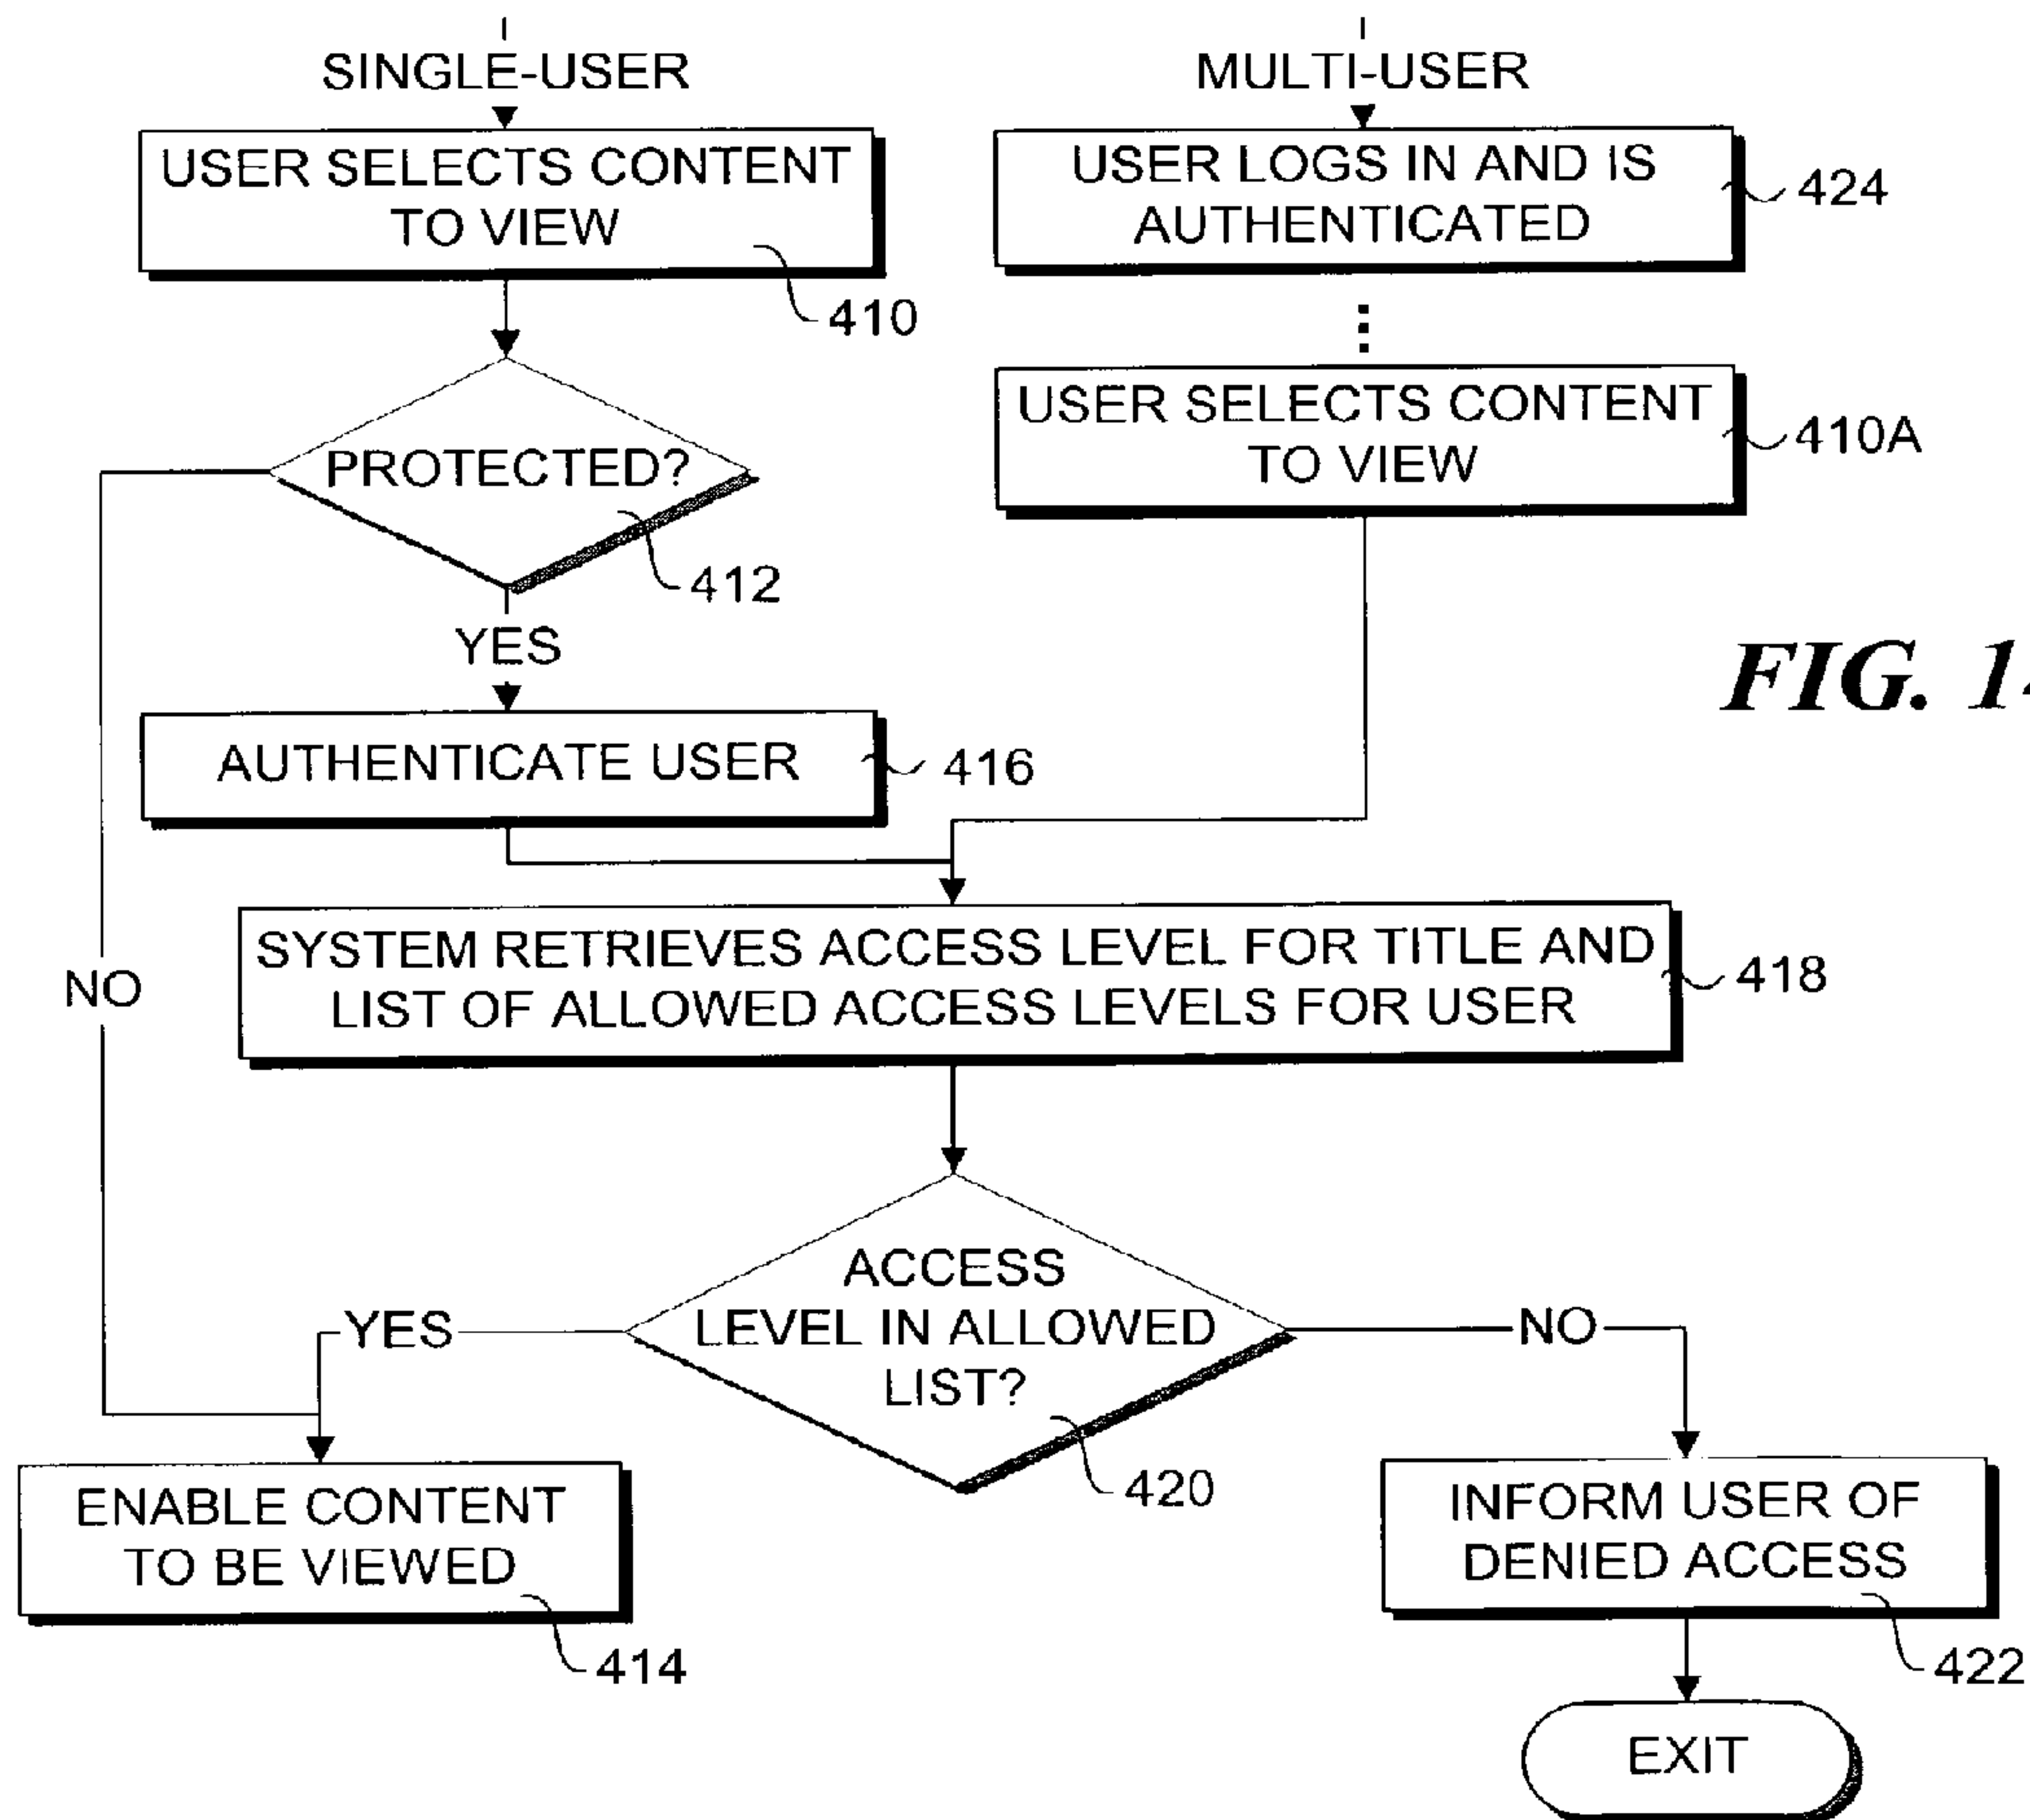 SINGLE-USER
USER SELECTS CONTENT
TO VIEW
410
PROTECTED?
412
YES
AUTHENTICATE USER
416
NO
MULTI-USER
USER LOGS IN AND IS
AUTHENTICATED
424
USER SELECTS CONTENT
TO VIEW
410A
FIG. 14
SYSTEM RETRIEVES ACCESS LEVEL FOR TITLE AND
LIST OF ALLOWED ACCESS LEVELS FOR USER
418
ACCESS
LEVEL IN ALLOWED
LIST?
420
YES
ENABLE CONTENT
TO BE VIEWED
414
NO
INFORM USER OF
DENIED ACCESS
422
EXIT